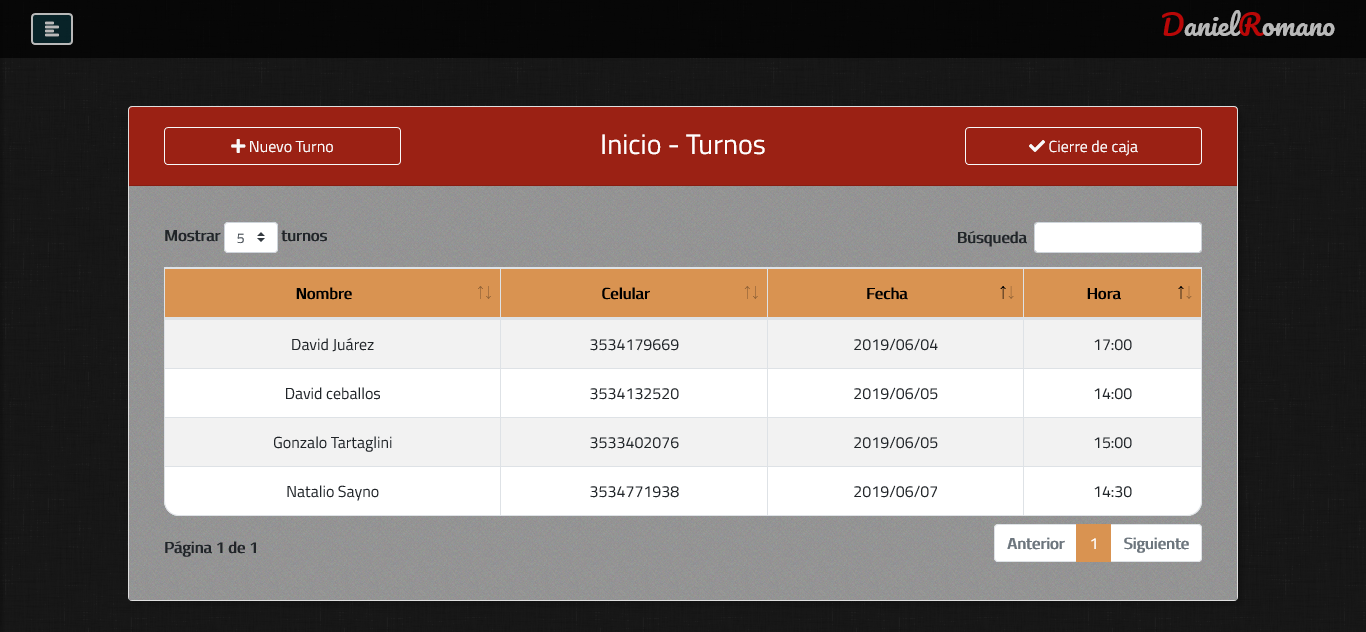 DanielRomano
Nuevo Turno
Inicio - Turnos
Cierre de caja
Mostrar 5 turnos
Búsqueda
Nombre Celular Fecha Hora
David Juárez 3534179669 2019/06/04 17:00
David ceballos 3534132520 2019/06/05 14:00
Gonzalo Tartaglini 3533402076 2019/06/05 15:00
Natalio Sayno 3534771938 2019/06/07 14:30
Página 1 de 1
Anterior 1 Siguiente